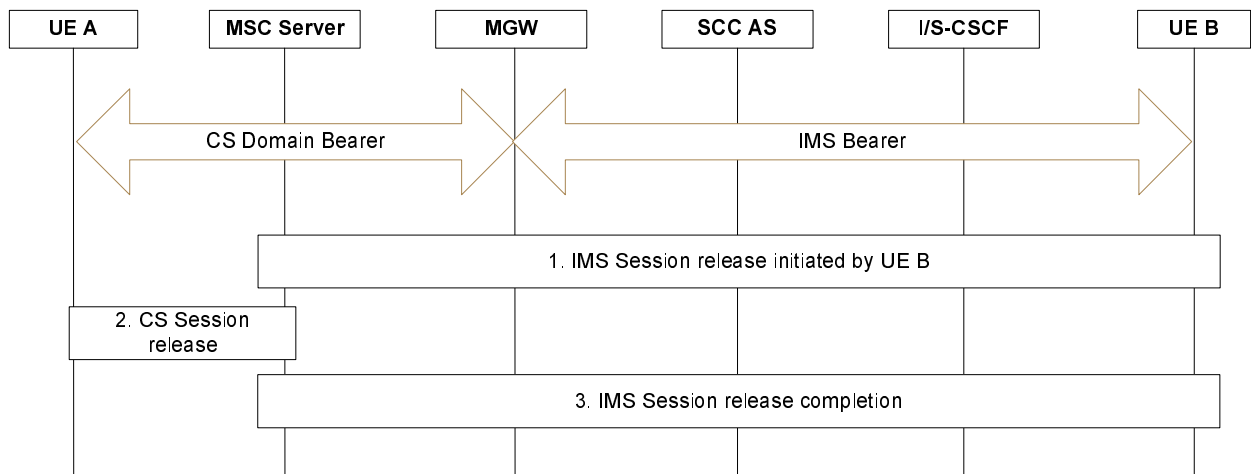 UE A
MSC Server
MGW
SCC AS
I/S-CSCF
UE B
CS Domain Bearer
IMS Bearer
1. IMS Session release initiated by UE B
2. CS Session
release
3. IMS Session release completion